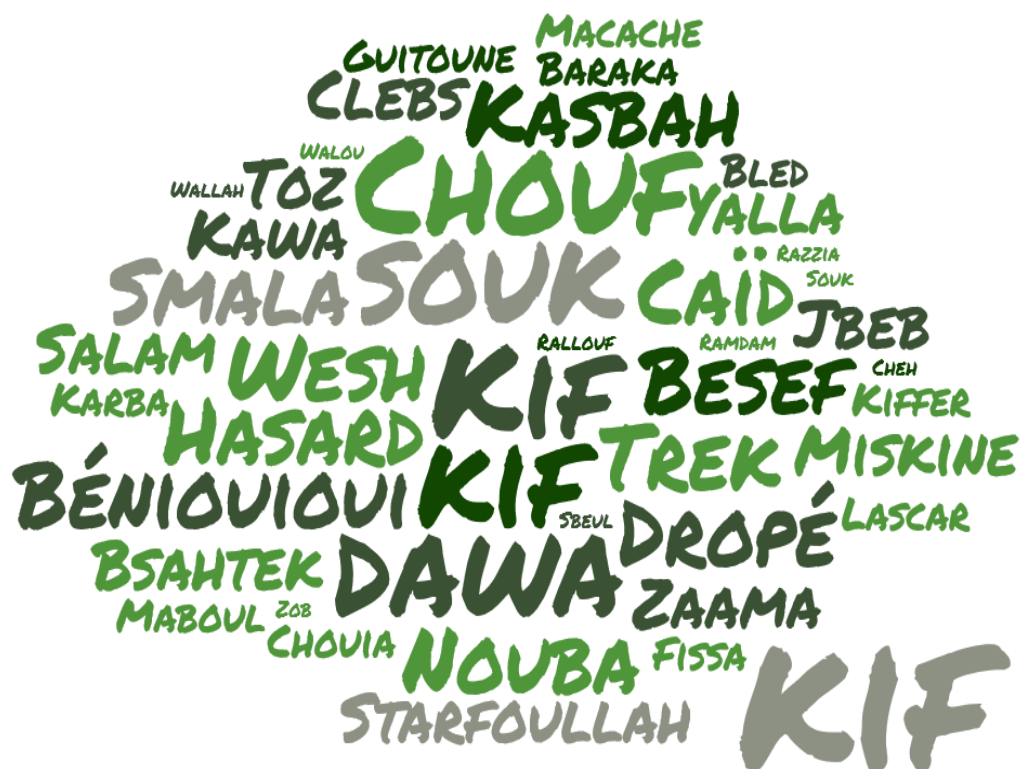 Macache
Guitoune
Baraka
Clebs
Kasbah
Walou
Chouf
Bled
Wallah
Toz
Yalla
Kawa
Souk
Caïd
Razzia
Souk
Smala
Jbeb
Salam
Wesh
Kif
Rallouf
Ramdam
Besef
Cheh
Karba
Hasard
Kiffer
Trek
Miskine
Béniouioui
Kif
Sbeul
Dropé
Lascar
Bsahtek
Dawa
Zaama
Maboul
Zob
Chouia
Nouba
Fissa
Starfoullah
Kif